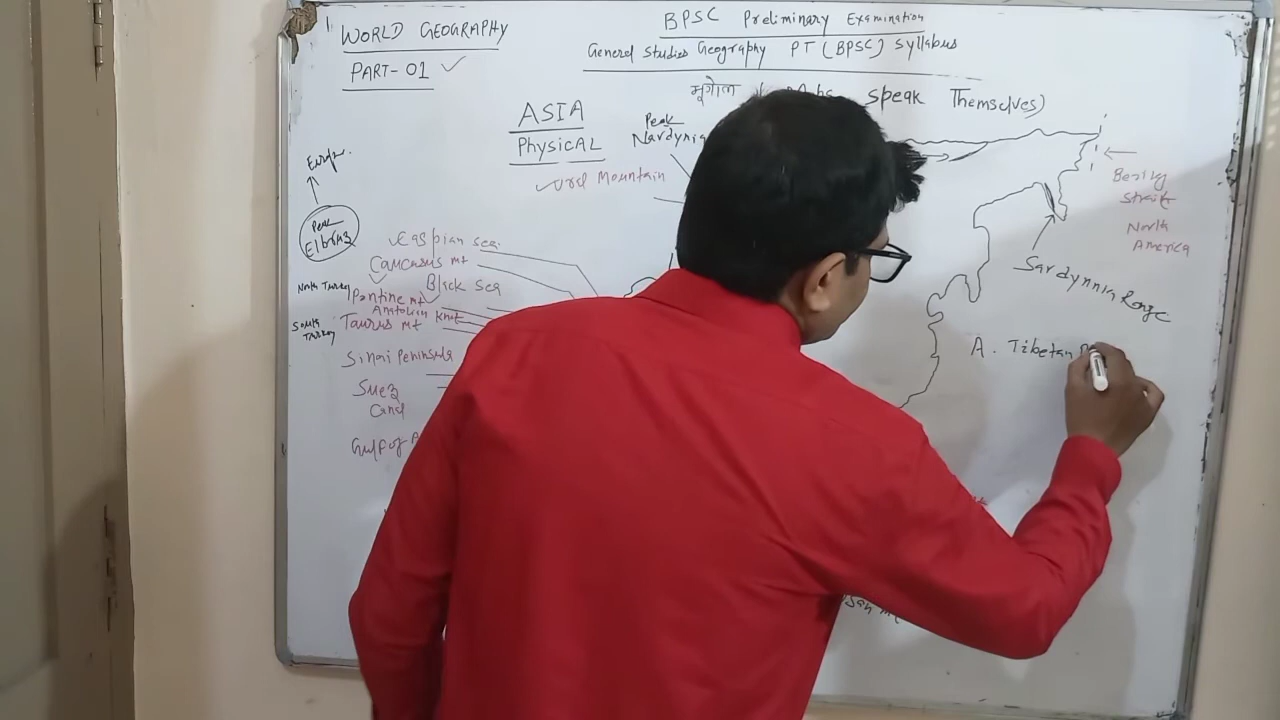 WORLD GEOGRAPHY
PART-01
BPSC Preliminary Examination
General Studies Geography PT (BPSC) Syllabus
भूगोल
speak Themselves)
ASIA
PhysicAL
Peak
Nardynia
Ural Mountain
Europe
Peak
Elbrus
Caspian sea
Caucasus mt
Black sea
North Turkey
Pontine mt
Anatolian Knot
South Turkey
Taurus mt
Sinai Peninsula
Suez
Canal
Gulf of
Bering
Strait
North
America
Sardynnia Range
A. Tibetan